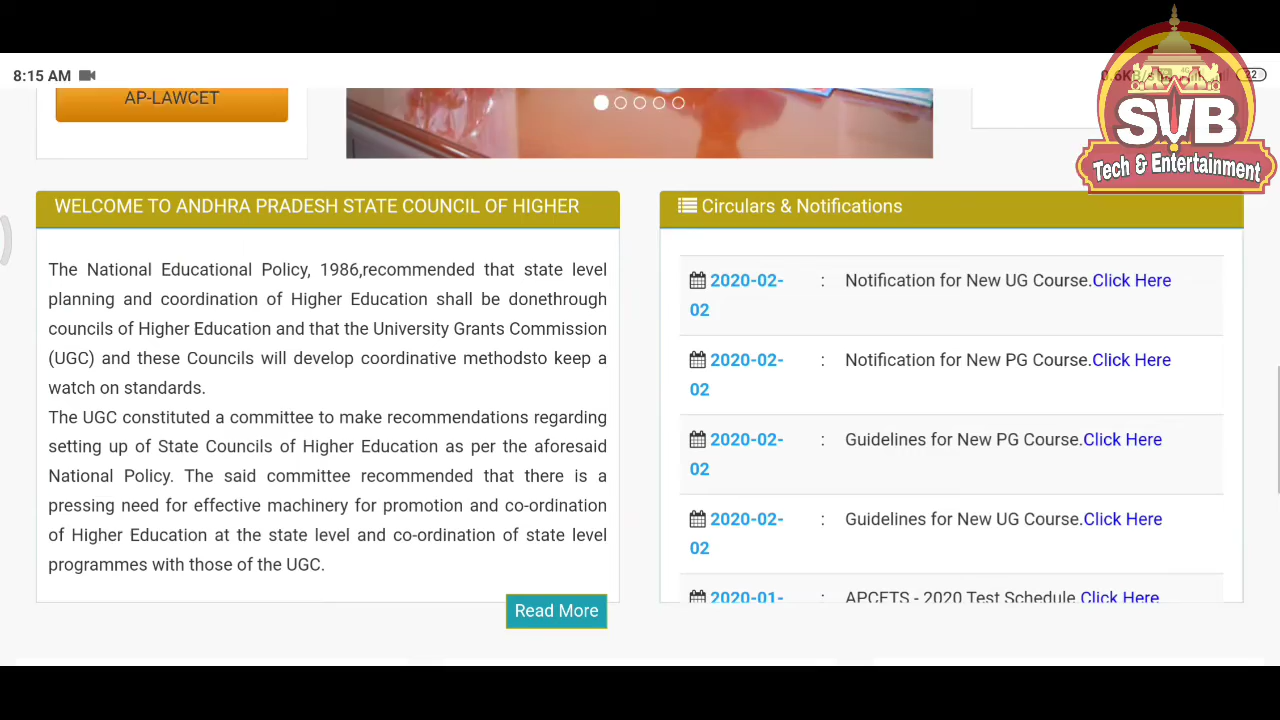 8:15 AM
22
AP-LAWCET
SVB
Tech & Entertainment
WELCOME TO ANDHRA PRADESH STATE COUNCIL OF HIGHER
The National Educational Policy, 1986,recommended that state level
planning and coordination of Higher Education shall be donethrough
councils of Higher Education and that the University Grants Commission
(UGC) and these Councils will develop coordinative methodsto keep a
watch on standards.
The UGC constituted a committee to make recommendations regarding
setting up of State Councils of Higher Education as per the aforesaid
National Policy. The said committee recommended that there is a
pressing need for effective machinery for promotion and co-ordination
of Higher Education at the state level and co-ordination of state level
programmes with those of the UGC.
Read More
Circulars & Notifications
2020-02- : Notification for New UG Course.Click Here
02
2020-02- : Notification for New PG Course.Click Here
02
2020-02- : Guidelines for New PG Course.Click Here
02
2020-02- : Guidelines for New UG Course.Click Here
02
2020-01- : APCETS - 2020 Test Schedule Click Here